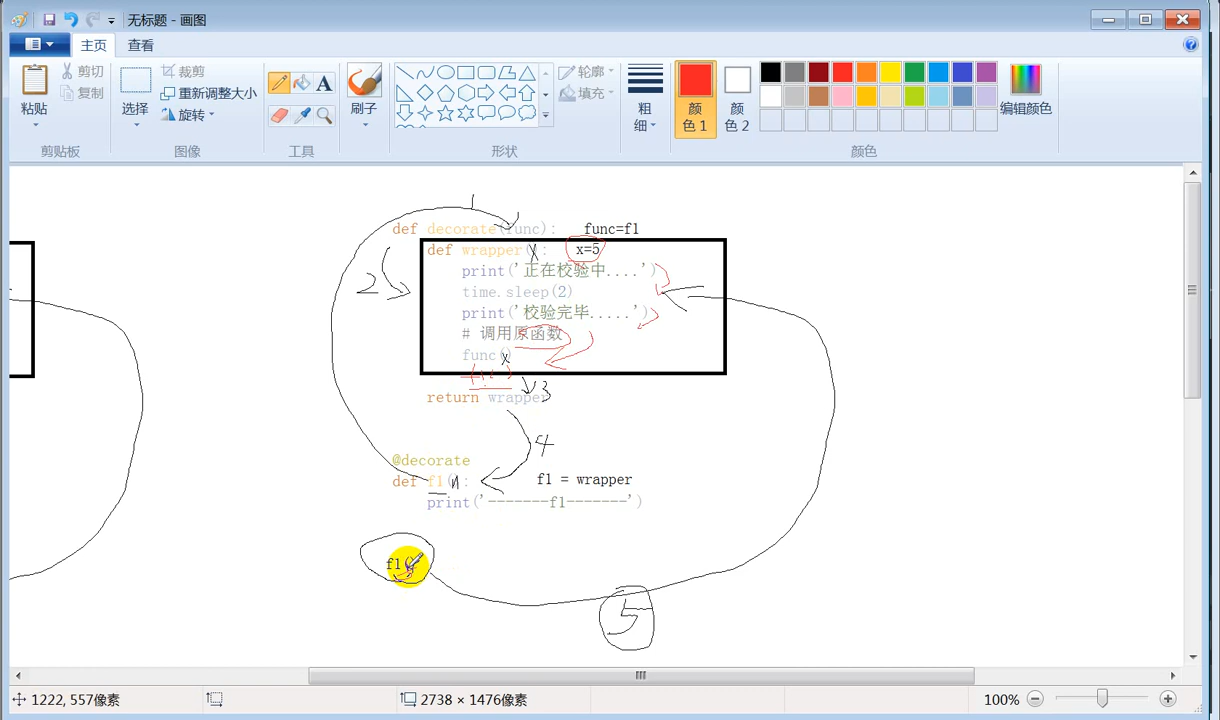 无标题 - 画图
主页
查看
粘贴
剪切
复制
剪贴板
选择
裁剪
重新调整大小
旋转
图像
A
工具
刷子
形状
轮廓
填充
粗
细
颜
色 1
颜
色 2
编辑颜色
颜色
1
def decorate(func): func=f1
def wrapper(x): x=5
print('正在校验中....')
2
time.sleep(2)
print('校验完毕.....')
# 调用原函数
func(x)
3
return wrapper
4
@decorate
def f1(n): f1 = wrapper
print('-------f1-------')
f1
5
1222, 557像素
2738 × 1476像素
100%